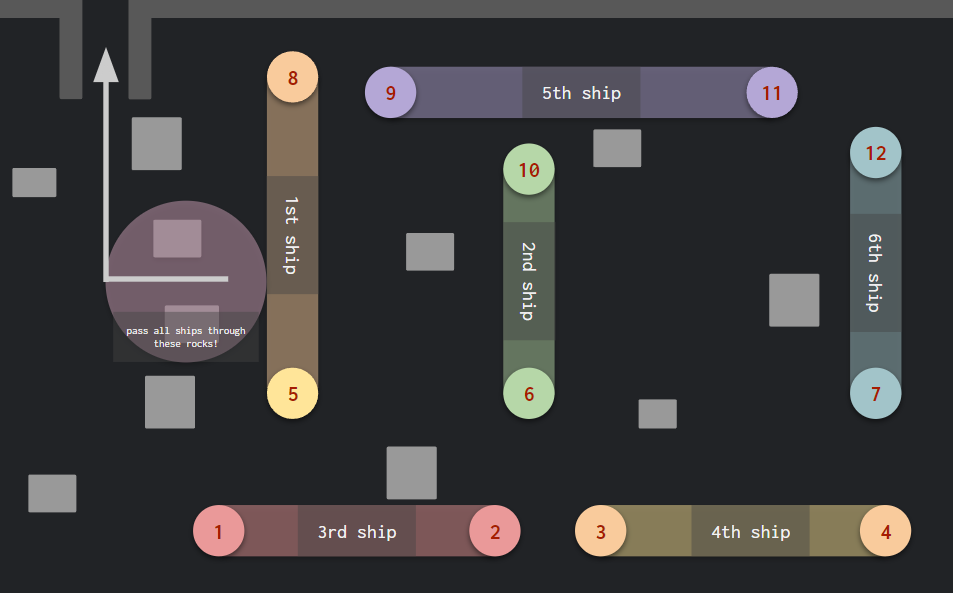 8
9
5th ship
11
12
10
1st ship
2nd ship
6th ship
pass all ships through
these rocks!
5
6
7
1
3rd ship
2
3
4th ship
4